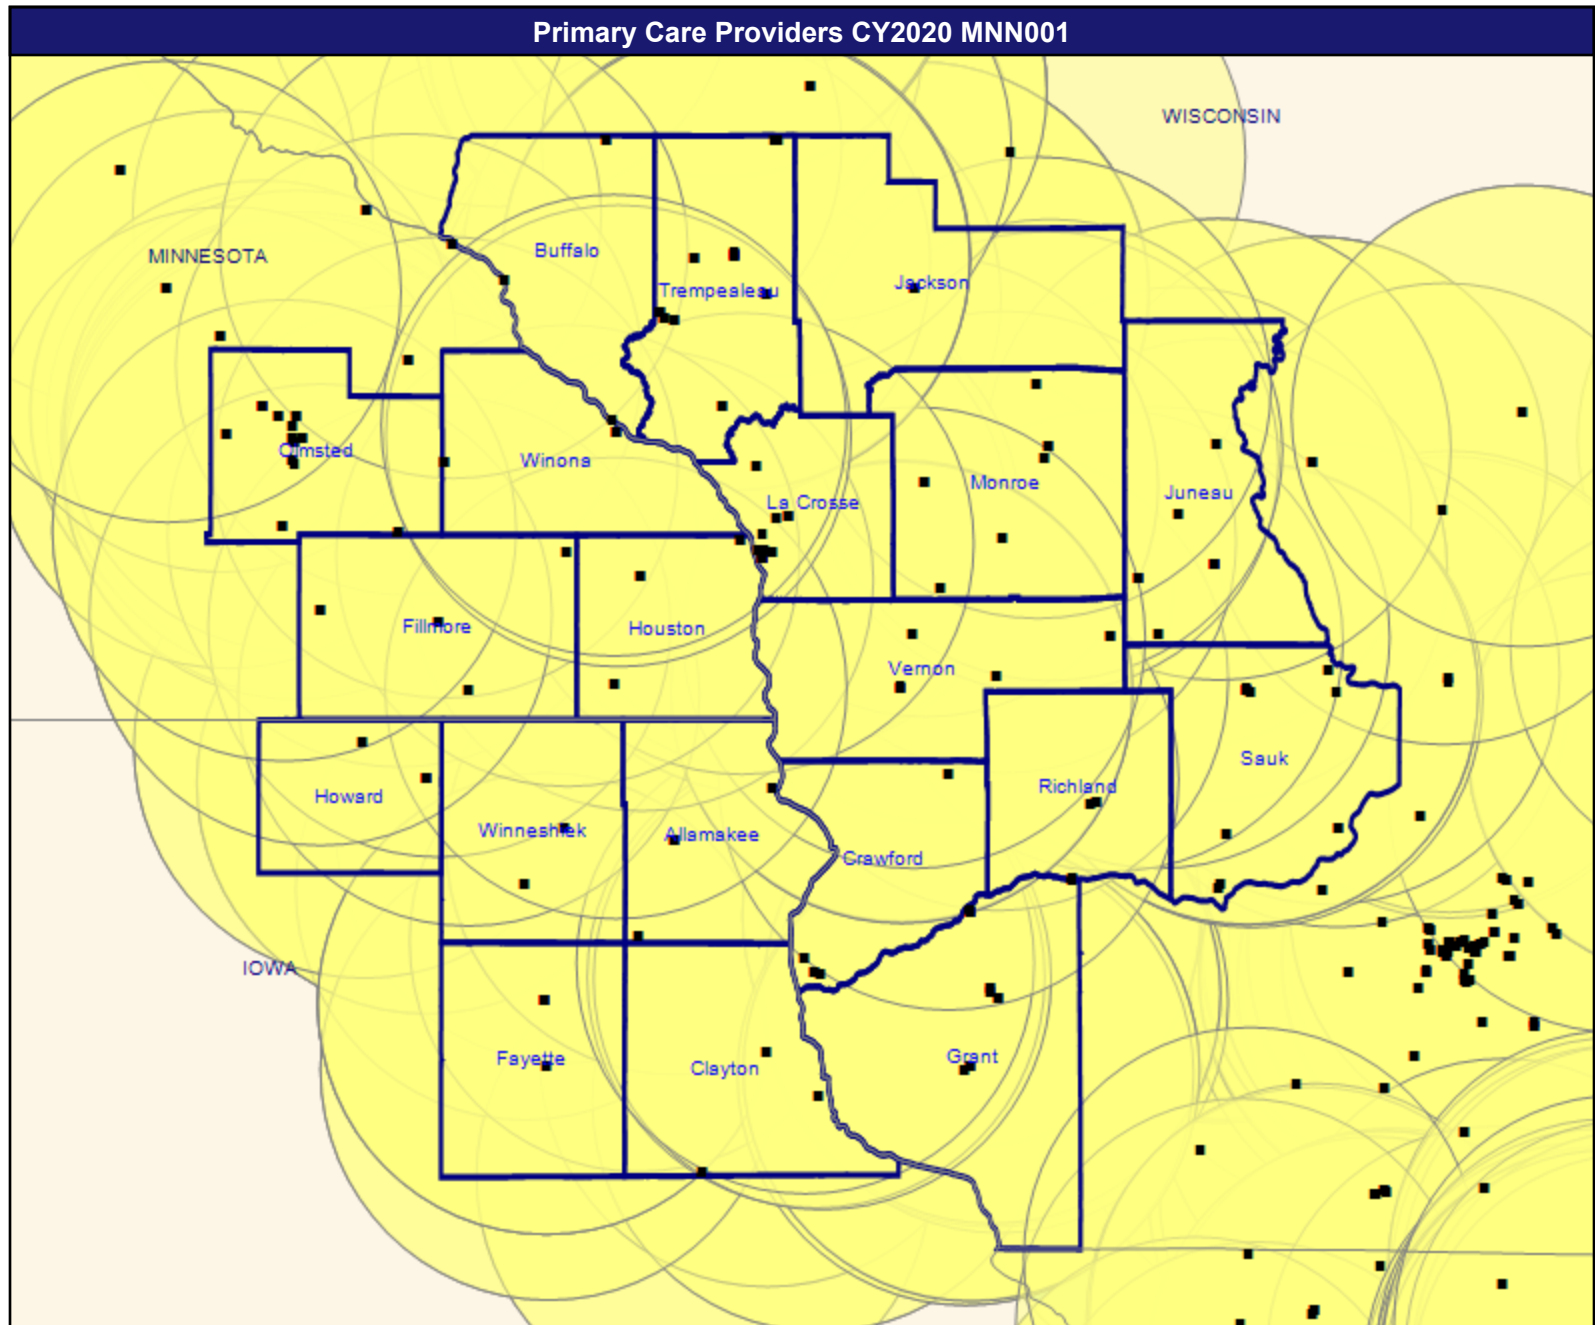 Primary Care Providers CY2020 MNN001
WISCONSIN
MINNESOTA
Buffalo
Trempealeau
Jackson
Olmsted
Winona
La Crosse
Monroe
Juneau
Fillmore
Houston
Vernon
Howard
Winneshiek
Allamakee
Crawford
Richland
Sauk
IOWA
Fayette
Clayton
Grant